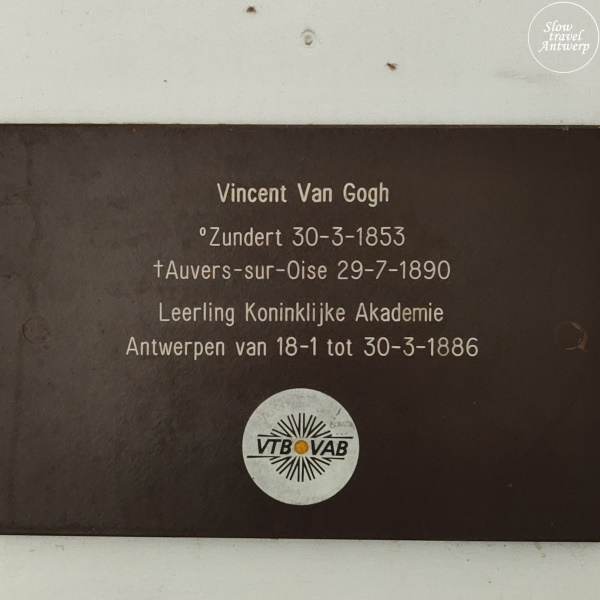 Slow
travel
Antwerp
Vincent Van Gogh
°Zundert 30-3-1853
†Auvers-sur-Oise 29-7-1890
Leerling Koninklijke Akademie
Antwerpen van 18-1 tot 30-3-1886
VTB VAB